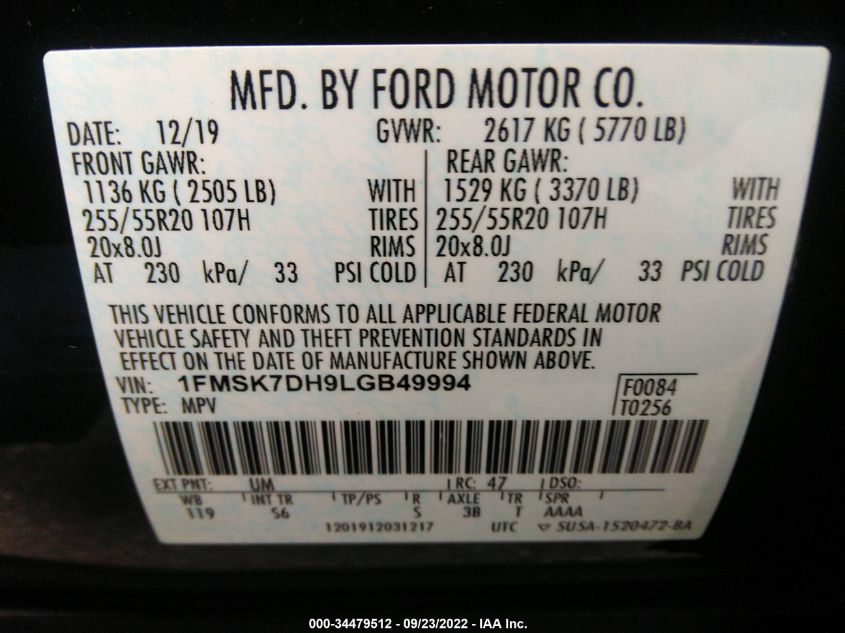 MFD. BY FORD MOTOR CO.
DATE: 12/19 GVWR: 2617 KG ( 5770 LB)
FRONT GAWR: REAR GAWR:
1136 KG ( 2505 LB) WITH 1529 KG ( 3370 LB) WITH
255/55R20 107H TIRES 255/55R20 107H TIRES
20x8.0J RIMS 20x8.0J RIMS
AT 230 kPa/ 33 PSI COLD AT 230 kPa/ 33 PSI COLD
THIS VEHICLE CONFORMS TO ALL APPLICABLE FEDERAL MOTOR
VEHICLE SAFETY AND THEFT PREVENTION STANDARDS IN
EFFECT ON THE DATE OF MANUFACTURE SHOWN ABOVE.
VIN: 1FMSK7DH9LGB49994 F0084
TYPE: MPV T0256
EXT PNT: UM RC: 47 DSO:
WB INT TR TP/PS R AXLE TR SPR
119 S6 S 3B T AAAA
1201912031217 UTC SU5A-1520472-BA
000-34479512 - 09/23/2022 - IAA Inc.